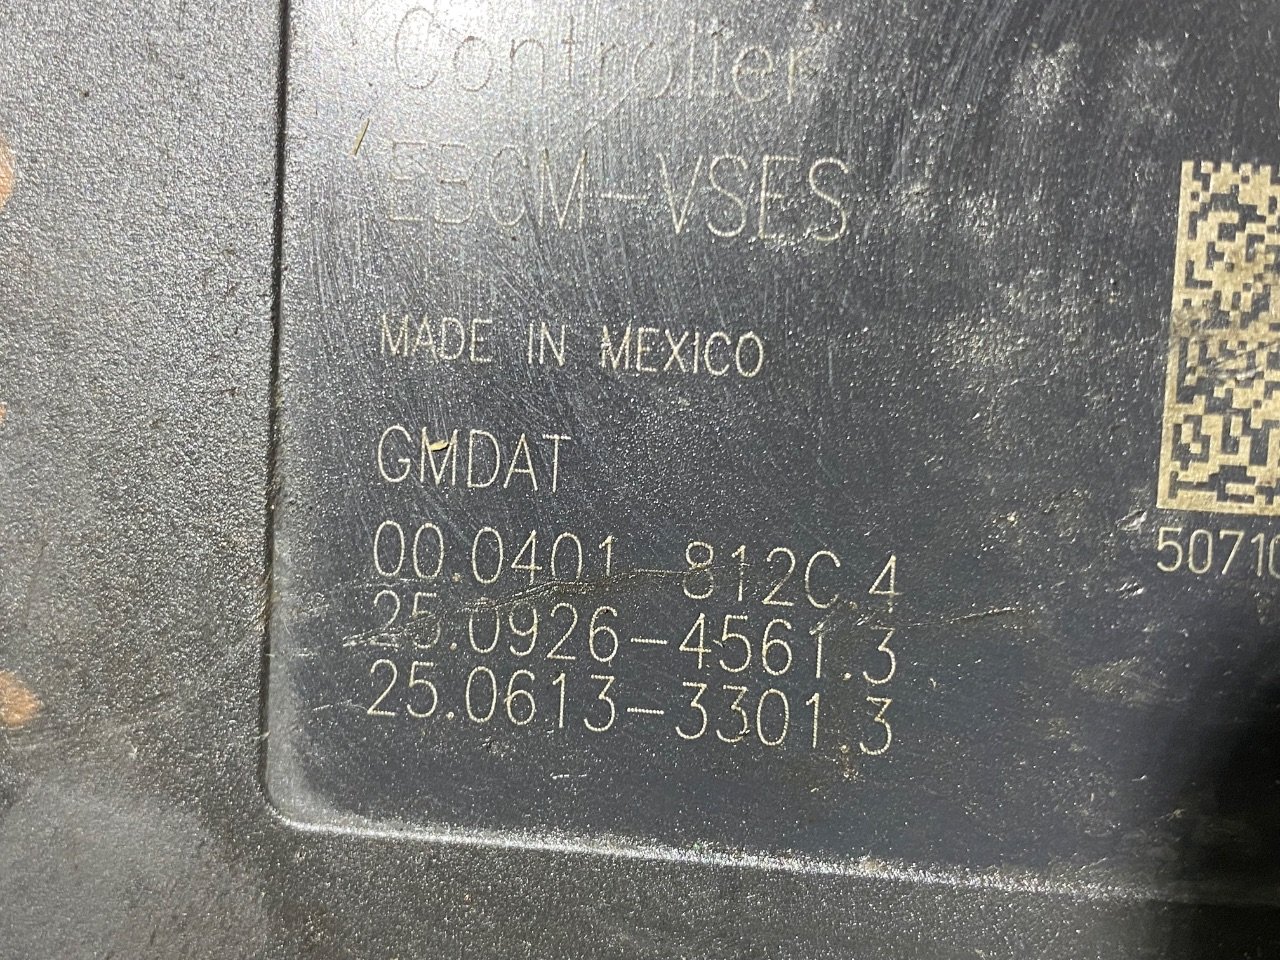 Controller
EBCM-VSES
MADE IN MEXICO
GMDAT
00.0401-812C.4
25.0926-4561.3
25.0613-3301.3
50710